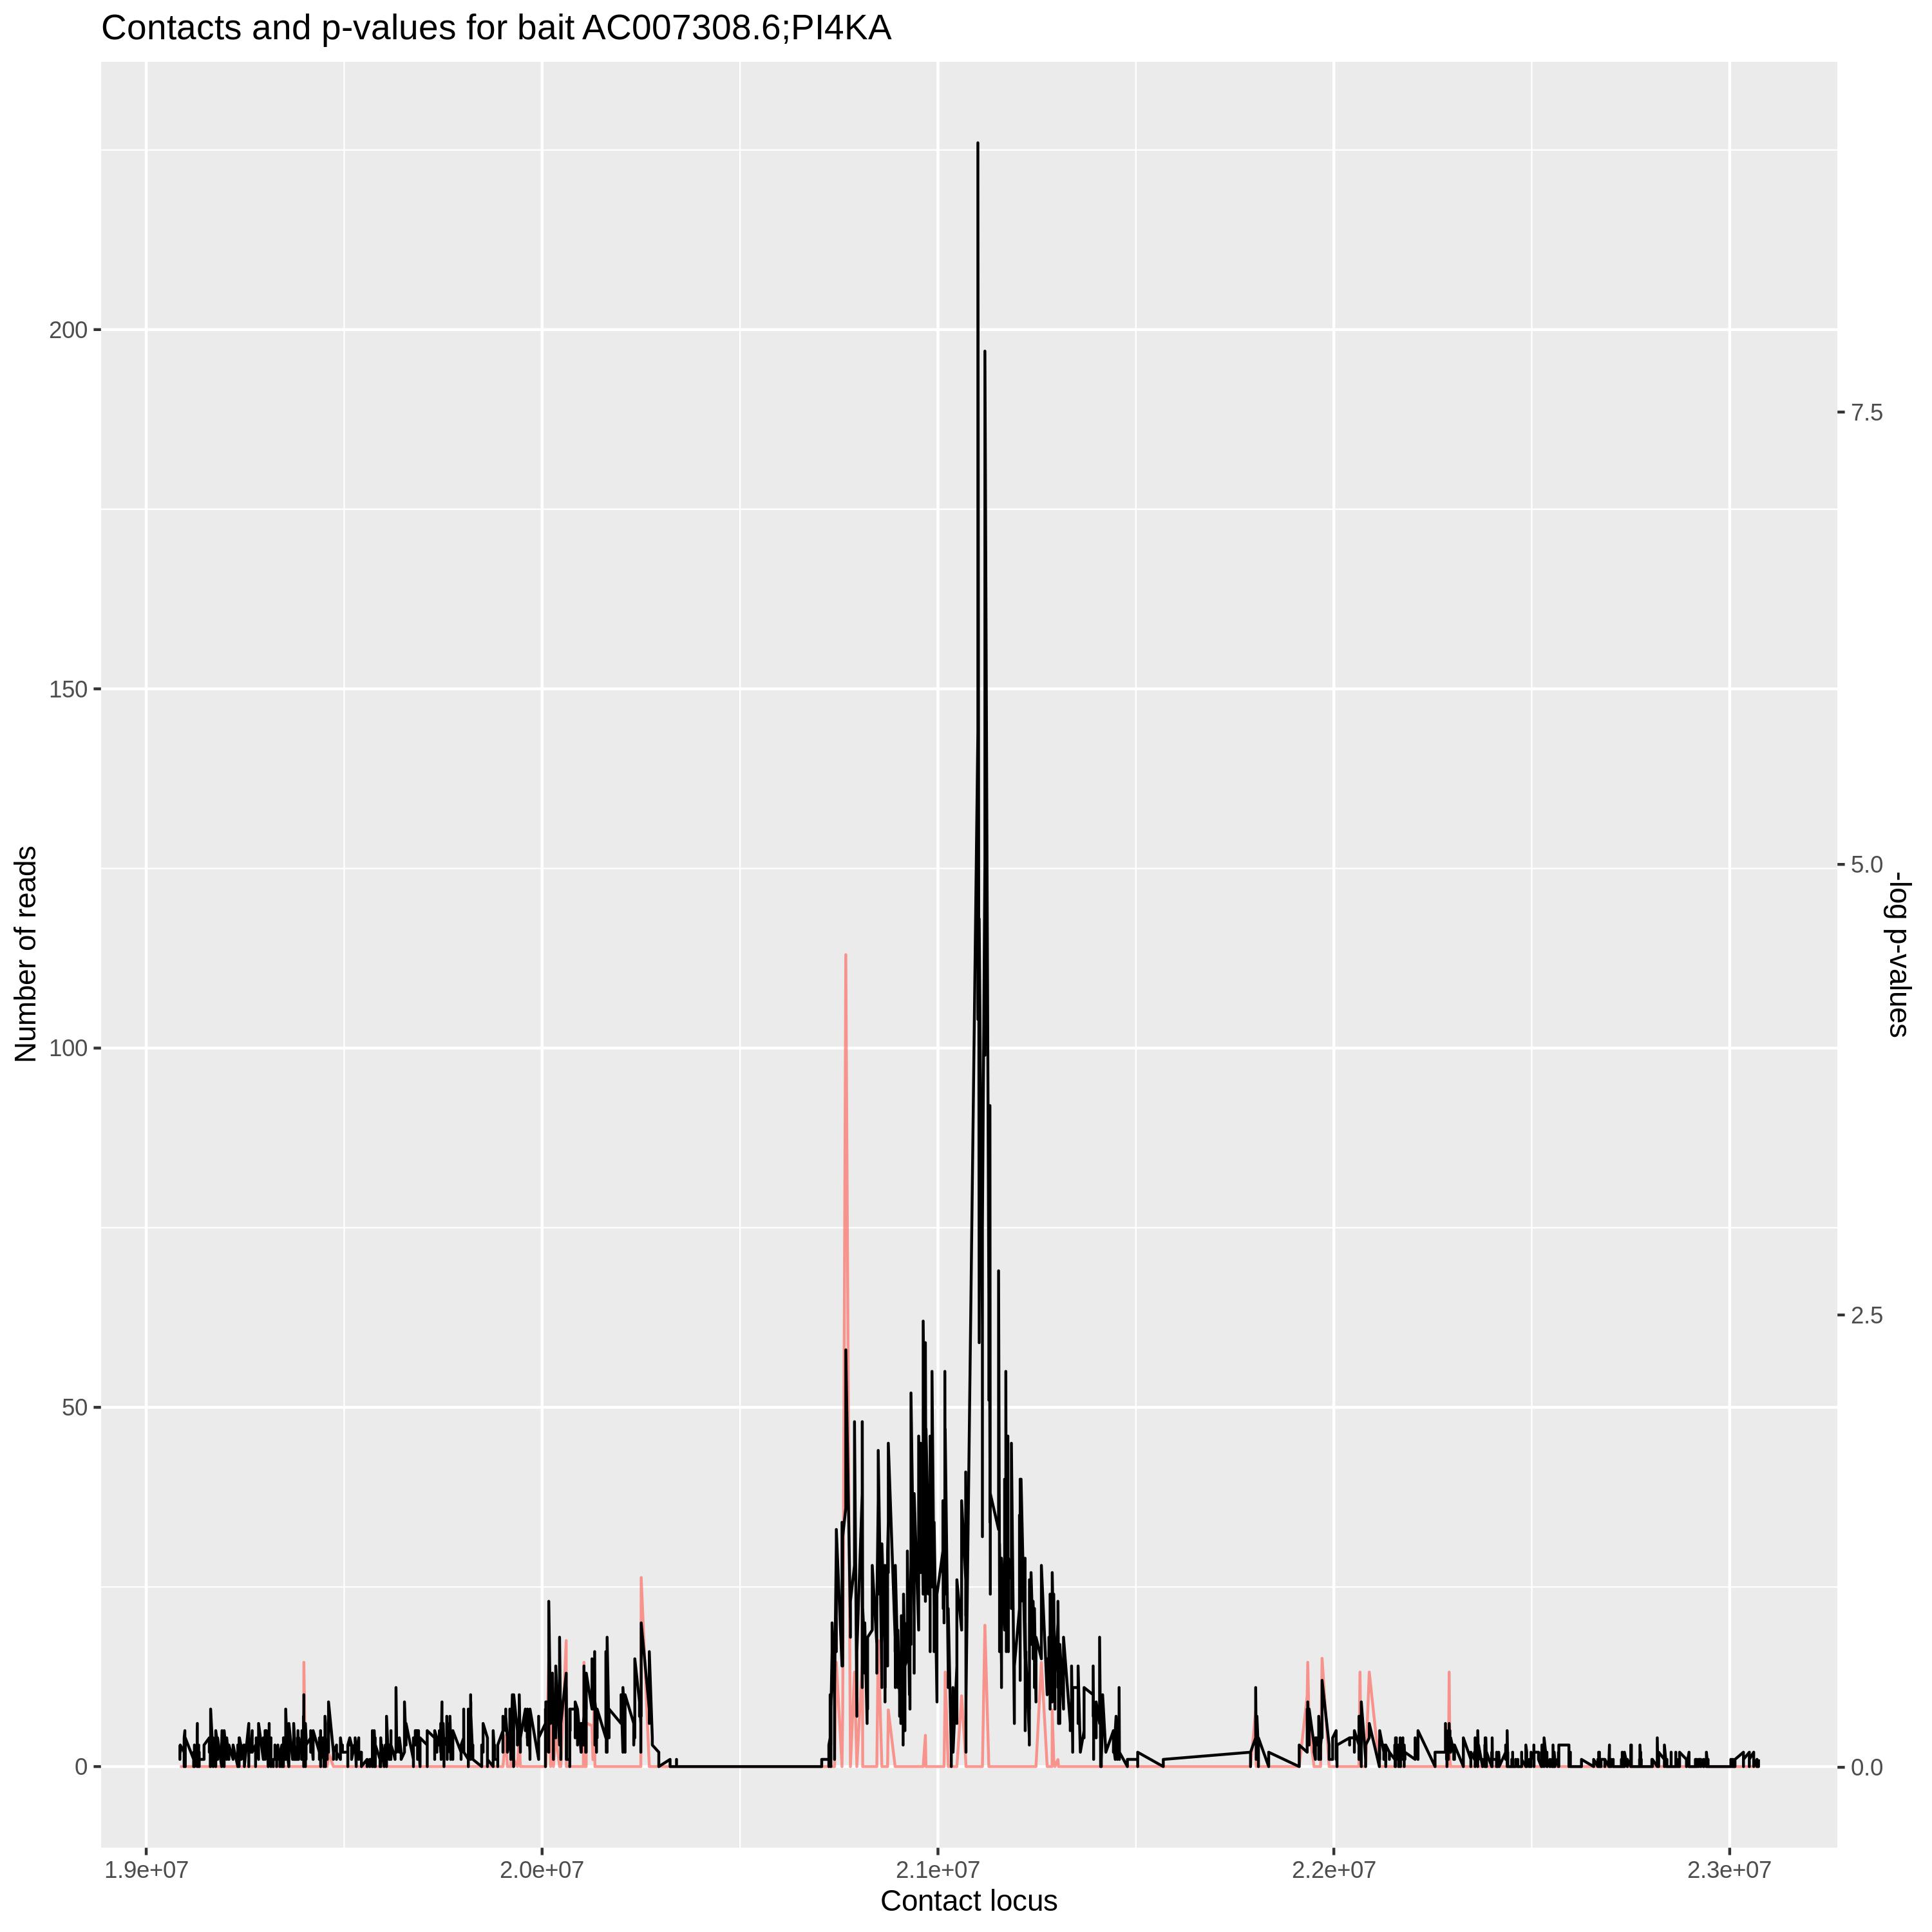 Contacts and p-values for bait AC007308.6;PI4KA
Number of reads
200
150
100
50
0
7.5
5.0
2.5
0.0
-log p-values
1.9e+07 2.0e+07 2.1e+07 2.2e+07 2.3e+07
Contact locus